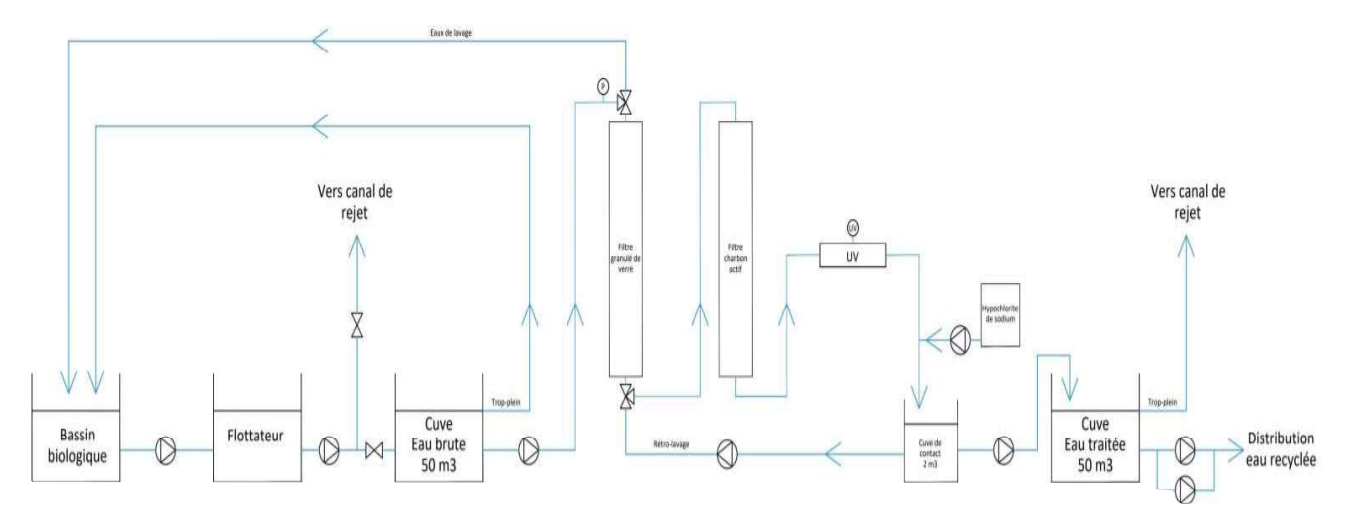 Eaux de lavage
P
Vers canal de
rejet
Vers canal de
rejet
Filtre
granulé de
verre
Filtre
charbon
actif
UV
UV
Hypochlorite
de sodium
Trop-plein
Trop-plein
Bassin
biologique
Flottateur
Cuve
Eau brute
50 m3
Rétro-lavage
Cuve de
contact
2 m3
Cuve
Eau traitée
50 m3
Distribution
eau recyclée